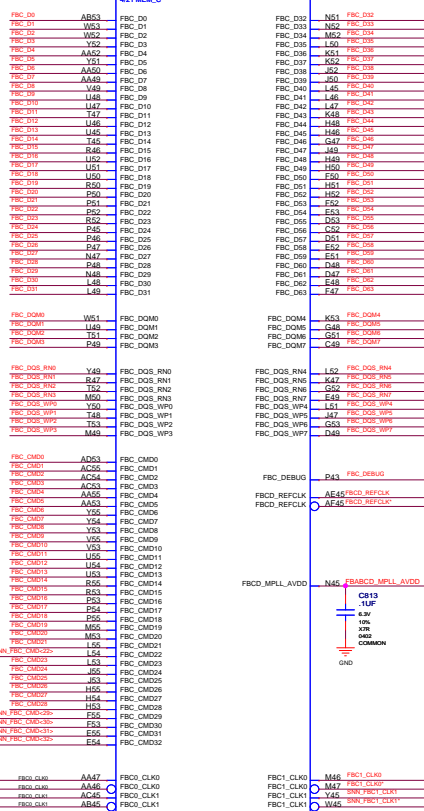 FBC_D0 AB53 FBC_D0 FBC_D32 N51 FBC_D32
FBC_D1 W53 FBC_D1 FBC_D33 N52 FBC_D33
FBC_D2 W52 FBC_D2 FBC_D34 M52 FBC_D34
FBC_D3 Y52 FBC_D3 FBC_D35 L50 FBC_D35
FBC_D4 AA52 FBC_D4 FBC_D36 K51 FBC_D36
FBC_D5 Y51 FBC_D5 FBC_D37 K52 FBC_D37
FBC_D6 AA50 FBC_D6 FBC_D38 J52 FBC_D38
FBC_D7 AA49 FBC_D7 FBC_D39 J50 FBC_D39
FBC_D8 V49 FBC_D8 FBC_D40 L45 FBC_D40
FBC_D9 U48 FBC_D9 FBC_D41 L46 FBC_D41
FBC_D10 U47 FBC_D10 FBC_D42 L47 FBC_D42
FBC_D11 T47 FBC_D11 FBC_D43 K48 FBC_D43
FBC_D12 U46 FBC_D12 FBC_D44 H48 FBC_D44
FBC_D13 U45 FBC_D13 FBC_D45 H46 FBC_D45
FBC_D14 T45 FBC_D14 FBC_D46 G47 FBC_D46
FBC_D15 R46 FBC_D15 FBC_D47 J49 FBC_D47
FBC_D16 U52 FBC_D16 FBC_D48 H49 FBC_D48
FBC_D17 U51 FBC_D17 FBC_D49 H50 FBC_D49
FBC_D18 U50 FBC_D18 FBC_D50 F50 FBC_D50
FBC_D19 R50 FBC_D19 FBC_D51 H51 FBC_D51
FBC_D20 P50 FBC_D20 FBC_D52 H52 FBC_D52
FBC_D21 P51 FBC_D21 FBC_D53 F52 FBC_D53
FBC_D22 P52 FBC_D22 FBC_D54 E53 FBC_D54
FBC_D23 R52 FBC_D23 FBC_D55 D53 FBC_D55
FBC_D24 P45 FBC_D24 FBC_D56 C52 FBC_D56
FBC_D25 P46 FBC_D25 FBC_D57 D51 FBC_D57
FBC_D26 P47 FBC_D26 FBC_D58 E52 FBC_D58
FBC_D27 N47 FBC_D27 FBC_D59 E51 FBC_D59
FBC_D28 P48 FBC_D28 FBC_D60 D48 FBC_D60
FBC_D29 N48 FBC_D29 FBC_D61 D47 FBC_D61
FBC_D30 L48 FBC_D30 FBC_D62 E48 FBC_D62
FBC_D31 L49 FBC_D31 FBC_D63 F47 FBC_D63
FBC_DQM0 W51 FBC_DQM0 FBC_DQM4 K53 FBC_DQM4
FBC_DQM1 U49 FBC_DQM1 FBC_DQM5 G48 FBC_DQM5
FBC_DQM2 T51 FBC_DQM2 FBC_DQM6 G51 FBC_DQM6
FBC_DQM3 P49 FBC_DQM3 FBC_DQM7 C49 FBC_DQM7
FBC_DQS_RN0 Y49 FBC_DQS_RN0 FBC_DQS_RN4 L52 FBC_DQS_RN4
FBC_DQS_RN1 R47 FBC_DQS_RN1 FBC_DQS_RN5 K47 FBC_DQS_RN5
FBC_DQS_RN2 T52 FBC_DQS_RN2 FBC_DQS_RN6 G52 FBC_DQS_RN6
FBC_DQS_RN3 M50 FBC_DQS_RN3 FBC_DQS_RN7 E49 FBC_DQS_RN7
FBC_DQS_WP0 Y50 FBC_DQS_WP0 FBC_DQS_WP4 L51 FBC_DQS_WP4
FBC_DQS_WP1 T48 FBC_DQS_WP1 FBC_DQS_WP5 J47 FBC_DQS_WP5
FBC_DQS_WP2 T53 FBC_DQS_WP2 FBC_DQS_WP6 G53 FBC_DQS_WP6
FBC_DQS_WP3 M49 FBC_DQS_WP3 FBC_DQS_WP7 D49 FBC_DQS_WP7
FBC_CMD0 AD53 FBC_CMD0
FBC_CMD1 AC55 FBC_CMD1
FBC_CMD2 AC54 FBC_CMD2 FBC_DEBUG P43 FBC_DEBUG
FBC_CMD3 AC53 FBC_CMD3
FBC_CMD4 AA55 FBC_CMD4 FBCD_REFCLK AE45 FBCD_REFCLK
FBC_CMD5 AA53 FBC_CMD5 FBCD_REFCLK AF45 FBCD_REFCLK*
FBC_CMD6 Y55 FBC_CMD6
FBC_CMD7 Y54 FBC_CMD7
FBC_CMD8 Y53 FBC_CMD8
FBC_CMD9 V55 FBC_CMD9
FBC_CMD10 V53 FBC_CMD10
FBC_CMD11 U55 FBC_CMD11
FBC_CMD12 U54 FBC_CMD12
FBC_CMD13 U53 FBC_CMD13
FBC_CMD14 R55 FBC_CMD14 FBCD_MPLL_AVDD N45 FBABCD_MPLL_AVDD
FBC_CMD15 R53 FBC_CMD15
FBC_CMD16 P53 FBC_CMD16 C813
FBC_CMD17 P54 FBC_CMD17 .1UF
FBC_CMD18 P55 FBC_CMD18 6.3V
FBC_CMD19 M55 FBC_CMD19 10%
FBC_CMD20 M53 FBC_CMD20 X7R
FBC_CMD21 L55 FBC_CMD21 0402
NN_FBC_CMD<22> L54 FBC_CMD22 COMMON
FBC_CMD23 L53 FBC_CMD23
FBC_CMD24 J55 FBC_CMD24 GND
FBC_CMD25 J53 FBC_CMD25
FBC_CMD26 H55 FBC_CMD26
FBC_CMD27 H54 FBC_CMD27
FBC_CMD28 H53 FBC_CMD28
NN_FBC_CMD<29> F55 FBC_CMD29
NN_FBC_CMD<30> F53 FBC_CMD30
NN_FBC_CMD<31> E55 FBC_CMD31
NN_FBC_CMD<32> E54 FBC_CMD32
FBC0_CLK0 AA47 FBC0_CLK0 FBC1_CLK0 M46 FBC1_CLK0
FBC0_CLK0 AA46 FBC0_CLK0 FBC1_CLK0 M47 FBC1_CLK0*
FBC0_CLK1 AC45 FBC0_CLK1 FBC1_CLK1 Y45 SNN_FBC1_CLK1
FBC0_CLK1 AB45 FBC0_CLK1 FBC1_CLK1 W45 SNN_FBC1_CLK1*